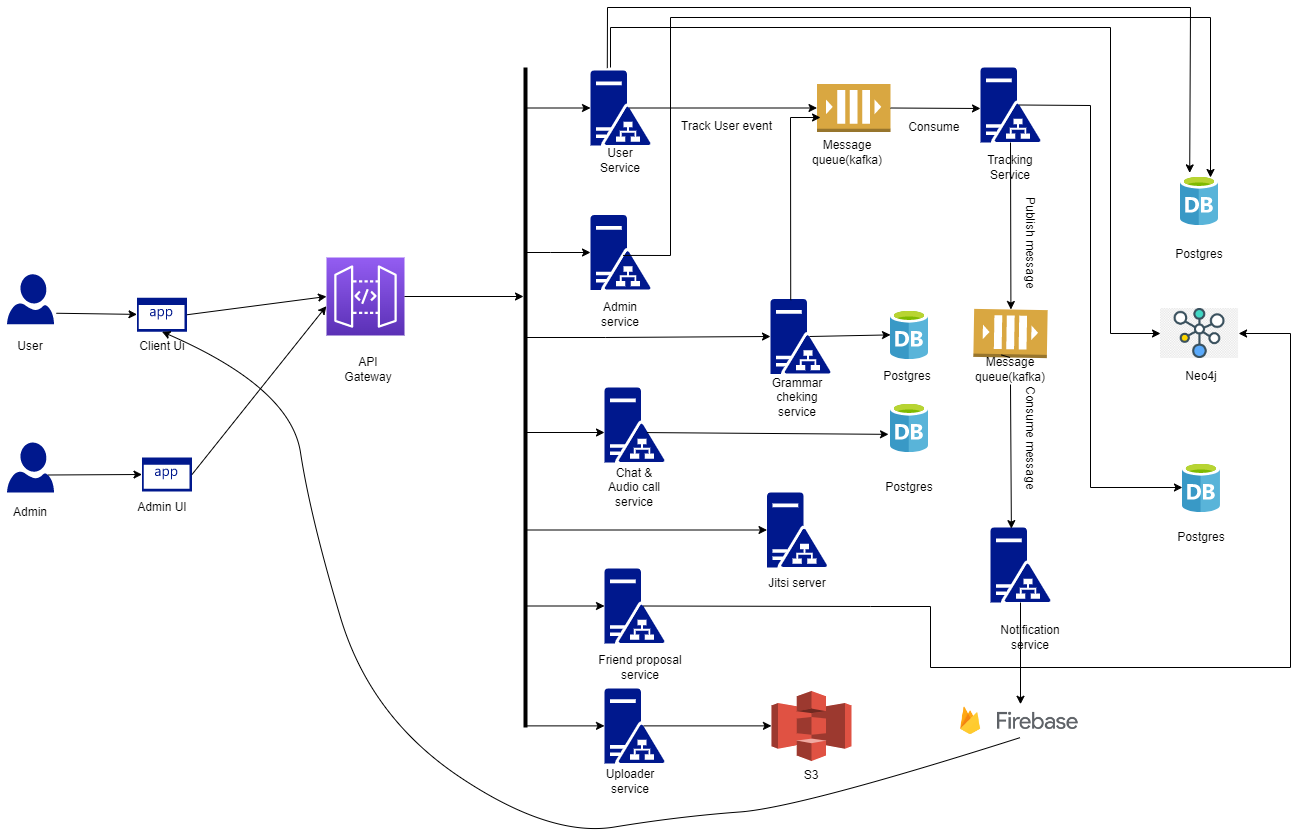 User
Service
Track User event
Message
queue(kafka)
Consume
Tracking
Service
Publish message
DB
Postgres
Admin
service
User
app
Client Ui
</>
API
Gateway
Grammar
cheking
service
DB
Postgres
Message
queue(kafka)
Consume message
Neo4j
Admin
app
Admin UI
Chat &
Audio call
service
DB
Postgres
DB
Postgres
Jitsi server
Notification
service
Friend proposal
service
Firebase
Uploader
service
S3